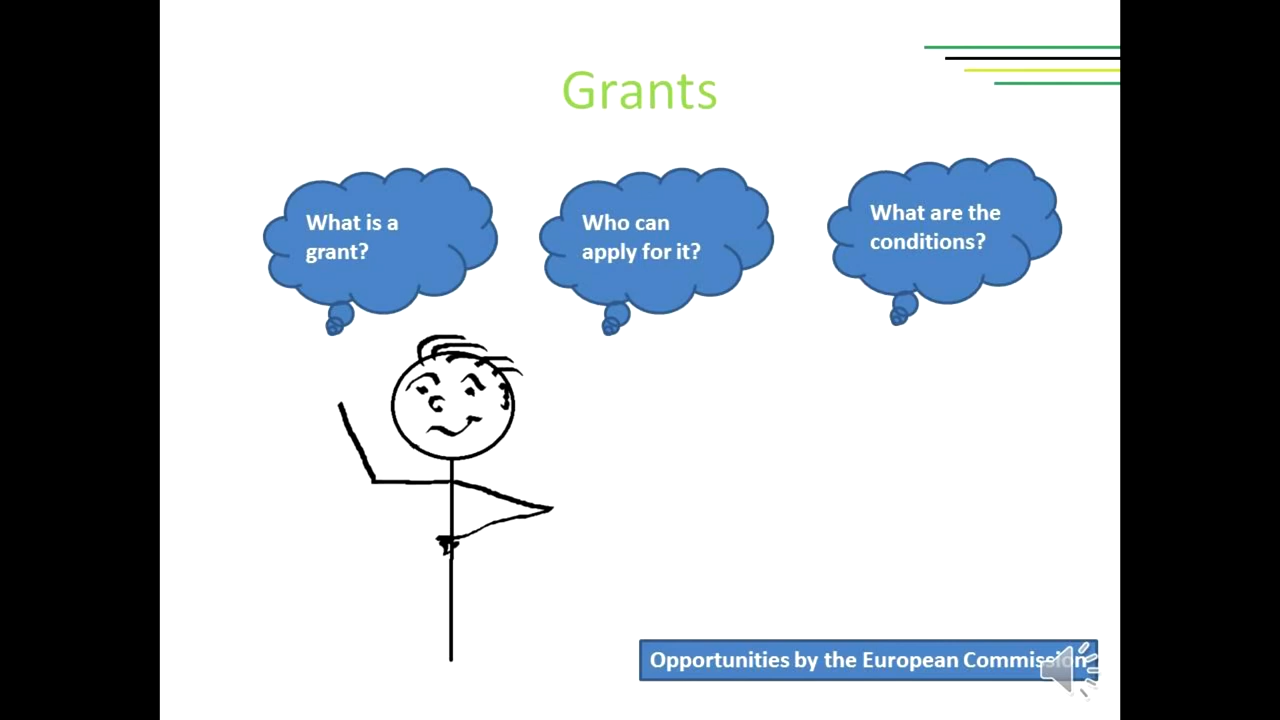 Grants
What is a
grant?
Who can
apply for it?
What are the
conditions?
Opportunities by the European Commission